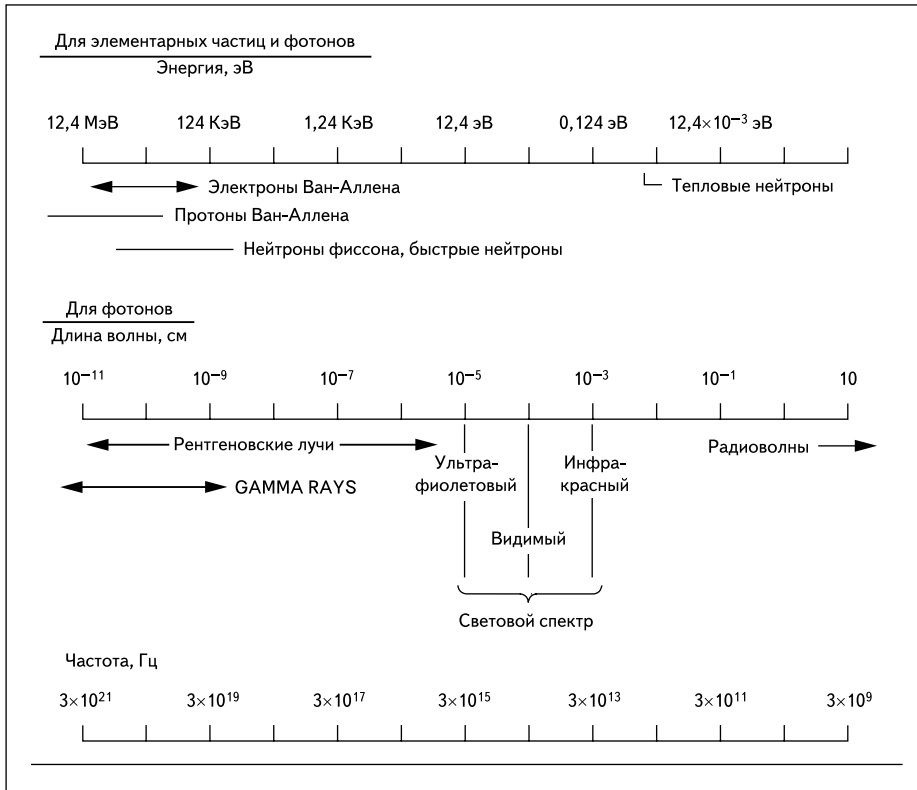 Для элементарных частиц и фотонов
Энергия, эВ
12,4 МэВ 124 КэВ 1,24 КэВ 12,4 эВ 0,124 эВ 12,4×10⁻³ эВ
Электроны Ван-Аллена
Тепловые нейтроны
Протоны Ван-Аллена
Нейтроны фиссона, быстрые нейтроны
Для фотонов
Длина волны, см
10⁻¹¹ 10⁻⁹ 10⁻⁷ 10⁻⁵ 10⁻³ 10⁻¹ 10
Рентгеновские лучи
Ультра-
фиолетовый
Инфра-
красный
Радиоволны
GAMMA RAYS
Видимый
Световой спектр
Частота, Гц
3×10²¹ 3×10¹⁹ 3×10¹⁷ 3×10¹⁵ 3×10¹³ 3×10¹¹ 3×10⁹